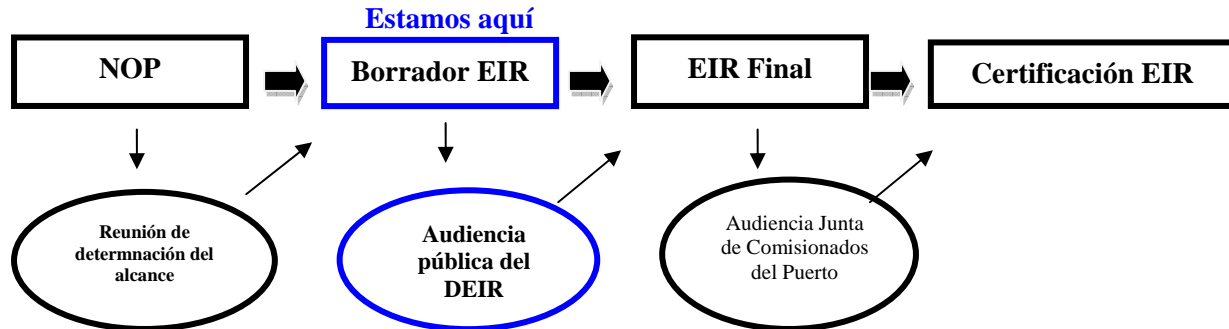 Estamos aquí
NOP
Borrador EIR
EIR Final
Certificación EIR
Reunión de
determnación del
alcance
Audiencia
pública del
DEIR
Audiencia Junta
de Comisionados
del Puerto